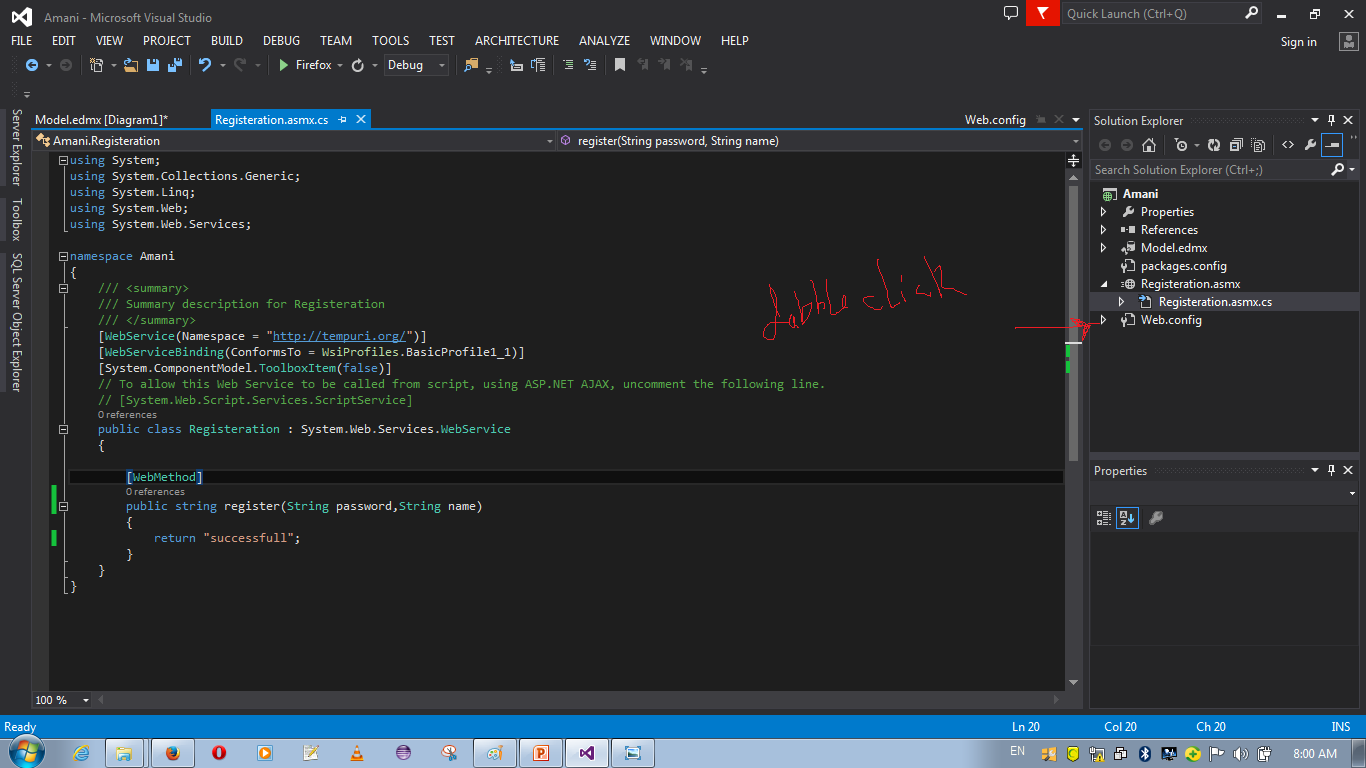 Amani - Microsoft Visual Studio
Quick Launch (Ctrl+Q)
FILE EDIT VIEW PROJECT BUILD DEBUG TEAM TOOLS TEST ARCHITECTURE ANALYZE WINDOW HELP
Sign in
Firefox Debug
Server Explorer
Toolbox
SQL Server Object Explorer
Model.edmx [Diagram1]* Registeration.asmx.cs Web.config
Amani.Registeration register(String password, String name)
using System;
using System.Collections.Generic;
using System.Linq;
using System.Web;
using System.Web.Services;
namespace Amani
{
/// <summary>
/// Summary description for Registeration
/// </summary>
[WebService(Namespace = "http://tempuri.org/")]
[WebServiceBinding(ConformsTo = WsiProfiles.BasicProfile1_1)]
[System.ComponentModel.ToolboxItem(false)]
// To allow this Web Service to be called from script, using ASP.NET AJAX, uncomment the following line.
// [System.Web.Script.Services.ScriptService]
0 references
public class Registeration : System.Web.Services.WebService
{
[WebMethod]
0 references
public string register(String password,String name)
{
return "successfull";
}
}
}
click
100 %
Solution Explorer
Search Solution Explorer (Ctrl+;)
Amani
Properties
References
Model.edmx
packages.config
Registeration.asmx
Registeration.asmx.cs
Web.config
Properties
Ready Ln 20 Col 20 Ch 20 INS
EN 8:00 AM